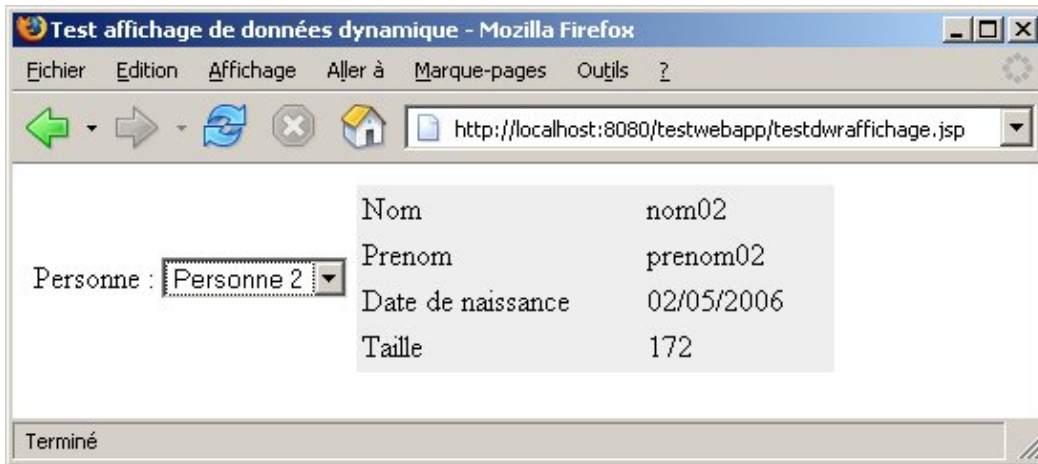 Test affichage de données dynamique - Mozilla Firefox
Fichier Edition Affichage Aller à Marque-pages Outils ?
http://localhost:8080/testwebapp/testdwraffichage.jsp
Nom nom02
Prenom prenom02
Personne : Personne 2
Date de naissance 02/05/2006
Taille 172
Terminé